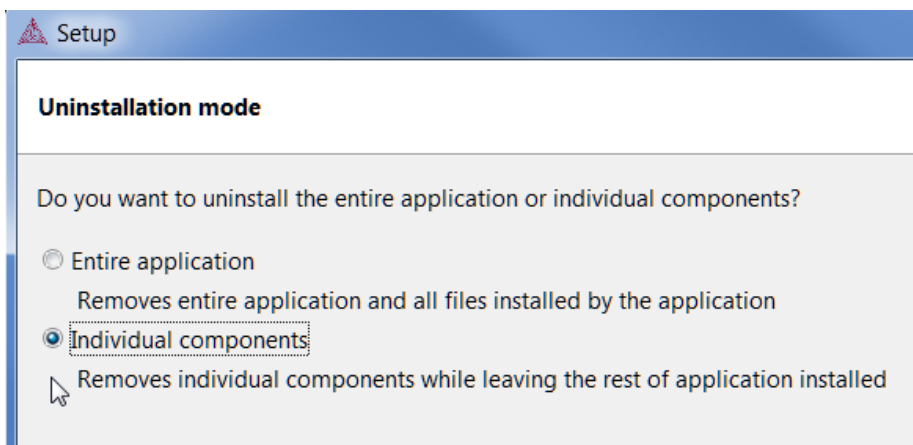 Setup
Uninstallation mode
Do you want to uninstall the entire application or individual components?
Entire application
Removes entire application and all files installed by the application
Individual components
Removes individual components while leaving the rest of application installed